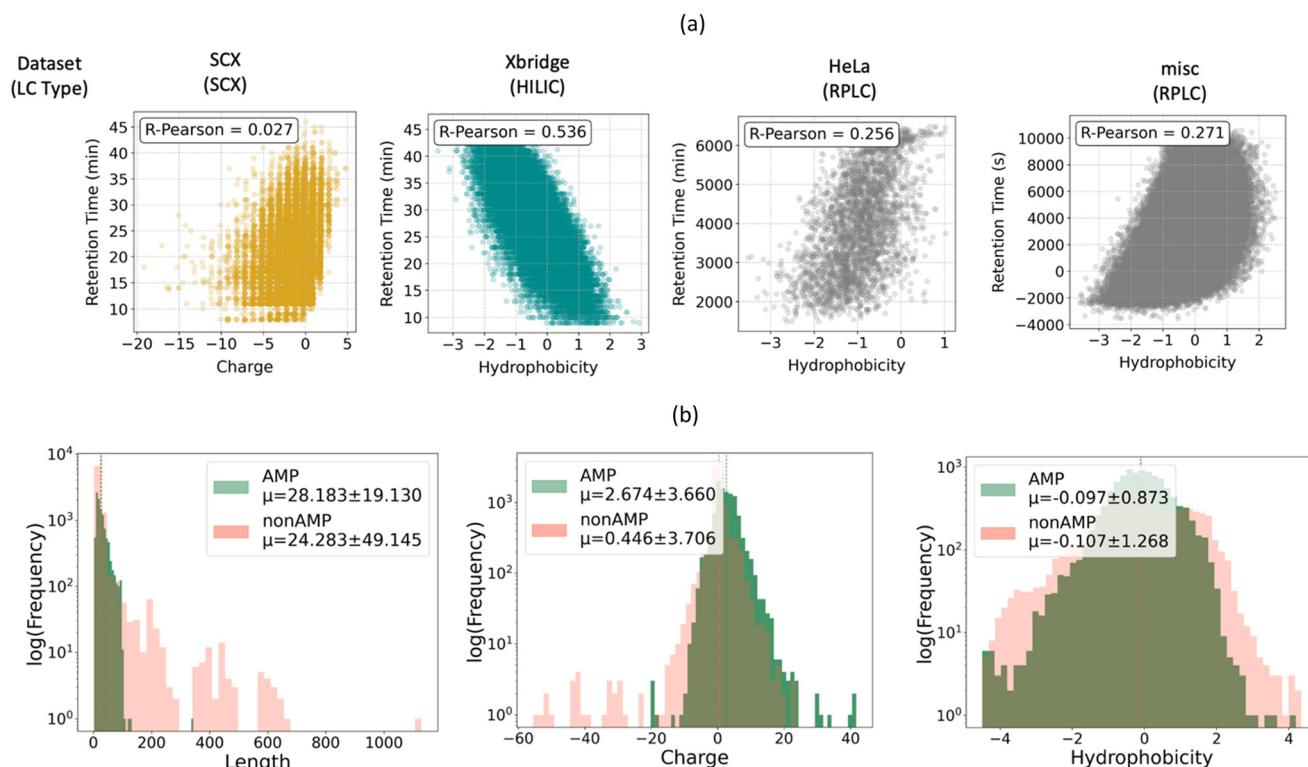 (a)
Dataset
(LC Type)
SCX
(SCX)
Xbridge
(HILIC)
HeLa
(RPLC)
misc
(RPLC)
R-Pearson = 0.027
Retention Time (min)
45
40
35
30
25
20
15
10
−20
−15
−10
−5
0
5
Charge
R-Pearson = 0.536
Retention Time (min)
45
40
35
30
25
20
15
10
−3
−2
−1
0
1
2
3
Hydrophobicity
R-Pearson = 0.256
Retention Time (min)
6000
5000
4000
3000
2000
−3
−2
−1
0
1
Hydrophobicity
R-Pearson = 0.271
Retention Time (s)
10000
8000
6000
4000
2000
0
−2000
−4000
−3
−2
−1
0
1
2
Hydrophobicity
(b)
AMP
μ=28.183±19.130
nonAMP
μ=24.283±49.145
log(Frequency)
10⁴
10³
10²
10¹
10⁰
0
200
400
600
800
1000
Length
AMP
μ=2.674±3.660
nonAMP
μ=0.446±3.706
log(Frequency)
10³
10²
10¹
10⁰
−60
−40
−20
0
20
40
Charge
AMP
μ=-0.097±0.873
nonAMP
μ=-0.107±1.268
log(Frequency)
10³
10²
10¹
10⁰
−4
−2
0
2
4
Hydrophobicity